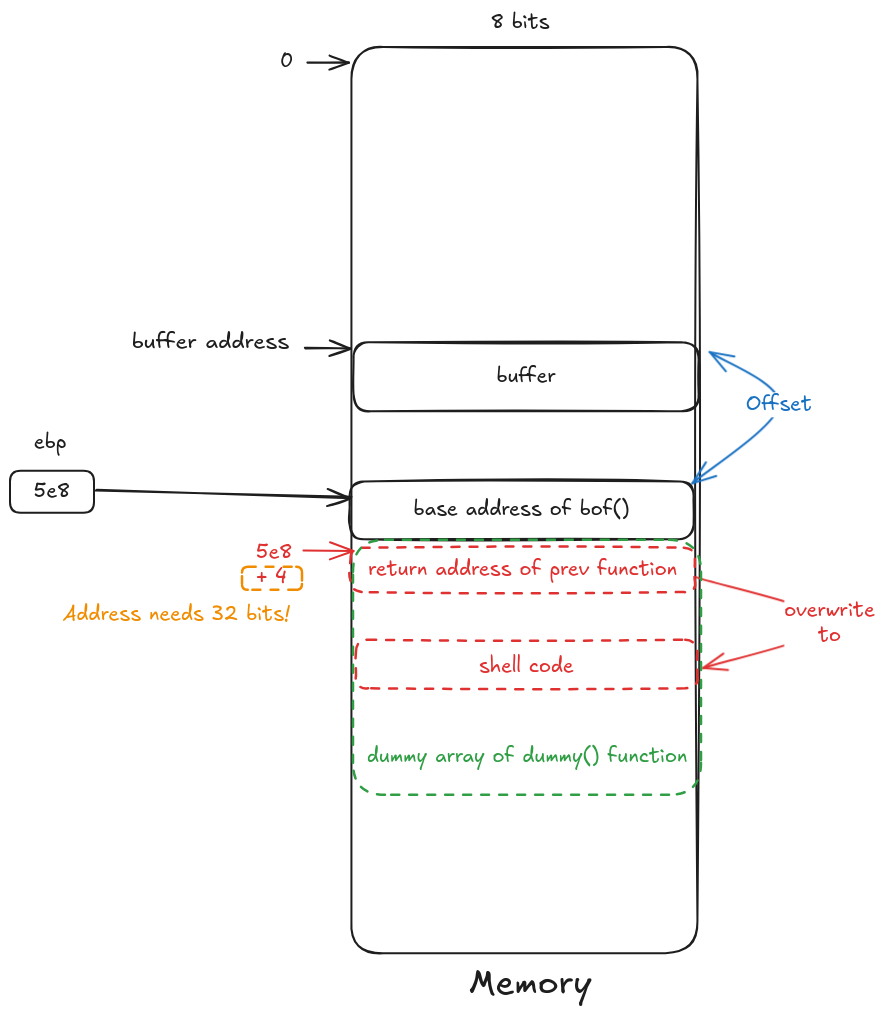 8 bits
0
buffer address
buffer
Offset
ebp
5e8
base address of bof()
5e8
+ 4
return address of prev function
Address needs 32 bits!
overwrite
to
shell code
dummy array of dummy() function
Memory